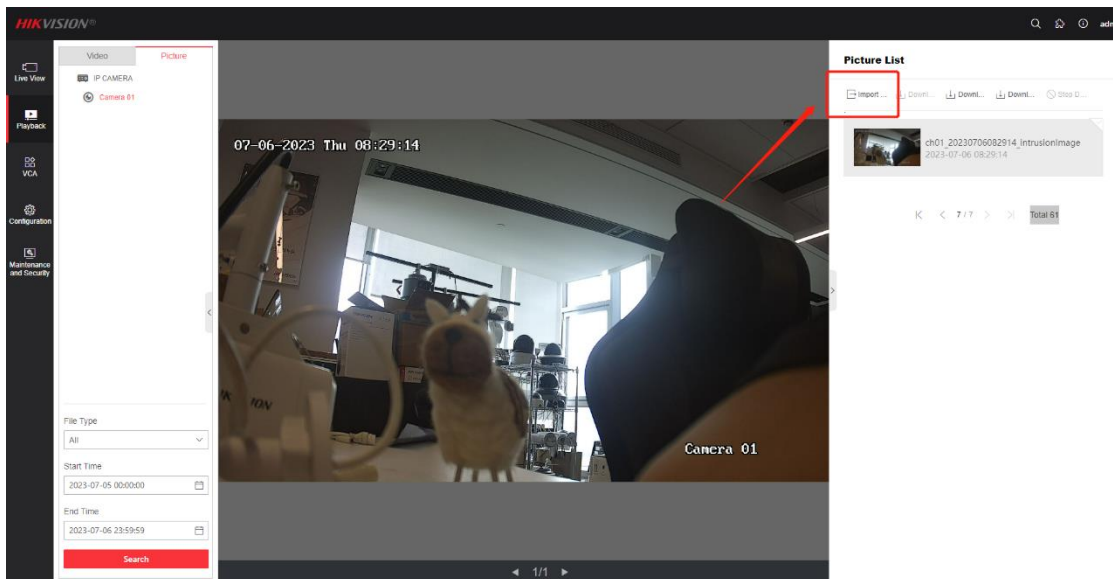 HIKVISION®
adm
Live View
Playback
VCA
Configuration
Maintenance
and Security
Video
Picture
IP CAMERA
Camera 01
File Type
All
Start Time
2023-07-05 00:00:00
End Time
2023-07-06 23:59:59
Search
07-06-2023 Thu 08:29:14
HIKVISION
Camera 01
1/1
Picture List
Import ...
Downl...
Downl...
Downl...
Stop D...
ch01_20230706082914_intrusionImage
2023-07-06 08:29:14
7 / 7
Total 61